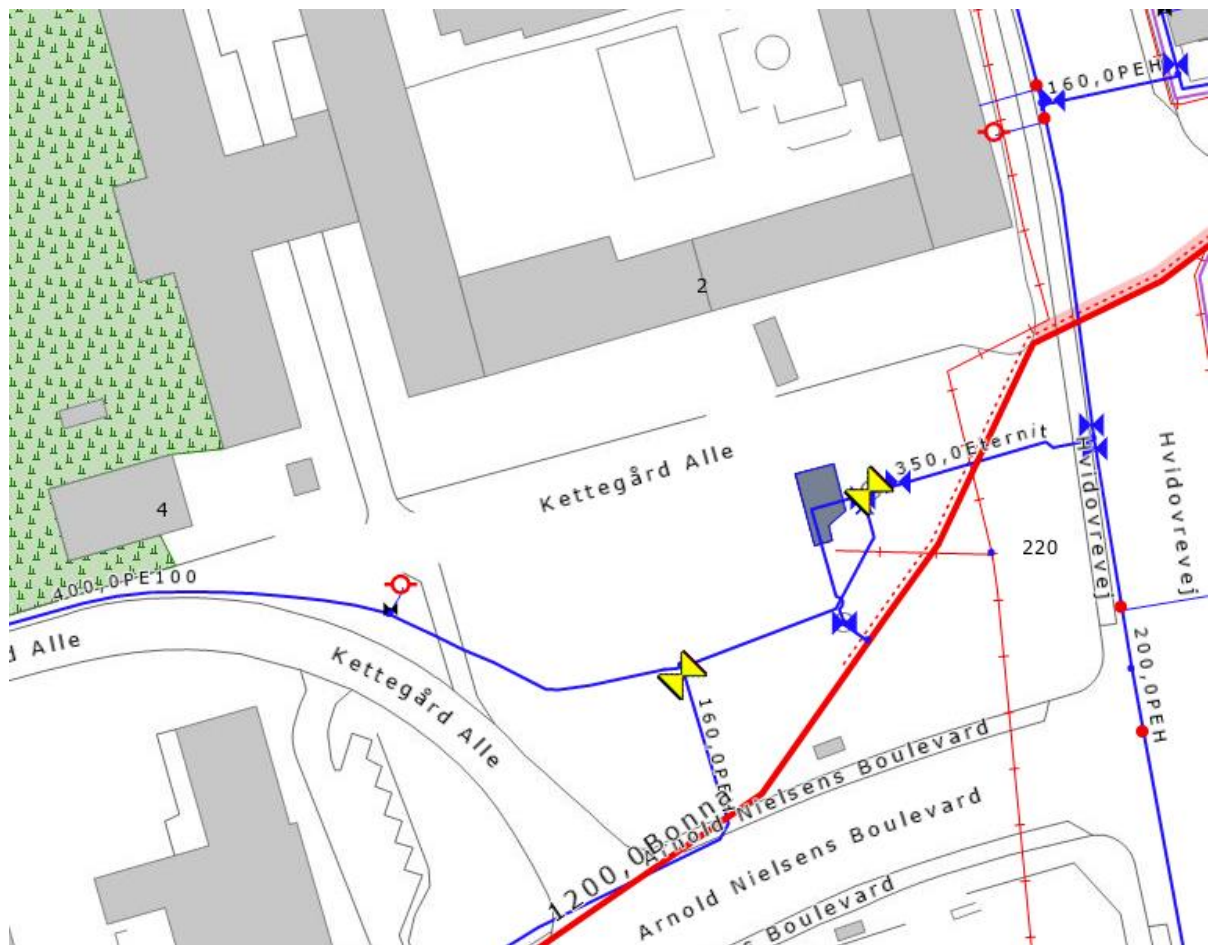 160,0PEH
2
350,0Eternit
Kettegård Alle
Hvidovrevej
Hvidovrevej
4
220
400,0PE100
Alle
Kettegård Alle
200,0PEH
160,0PE
Arnold Nielsens Boulevard
1200,0Bonna
Arnold Nielsens Boulevard
s Boulevard